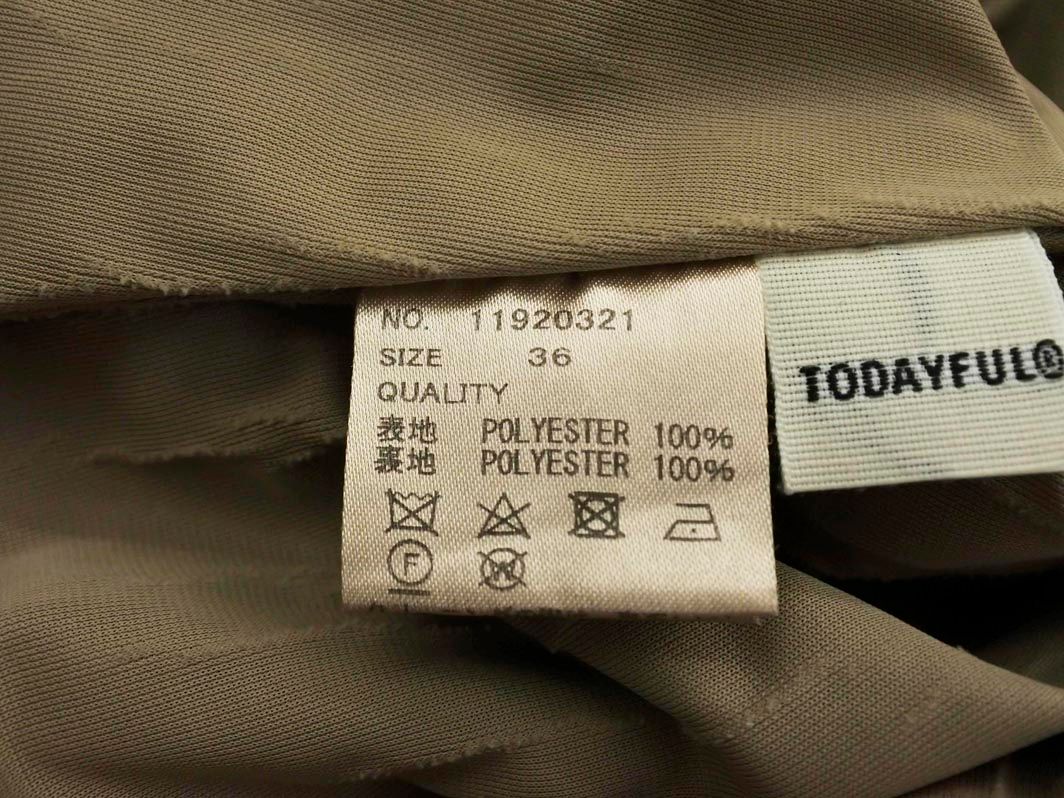 NO. 11920321
SIZE 36
QUALITY
表地 POLYESTER 100%
裏地 POLYESTER 100%
F
W
TODAYFUL®